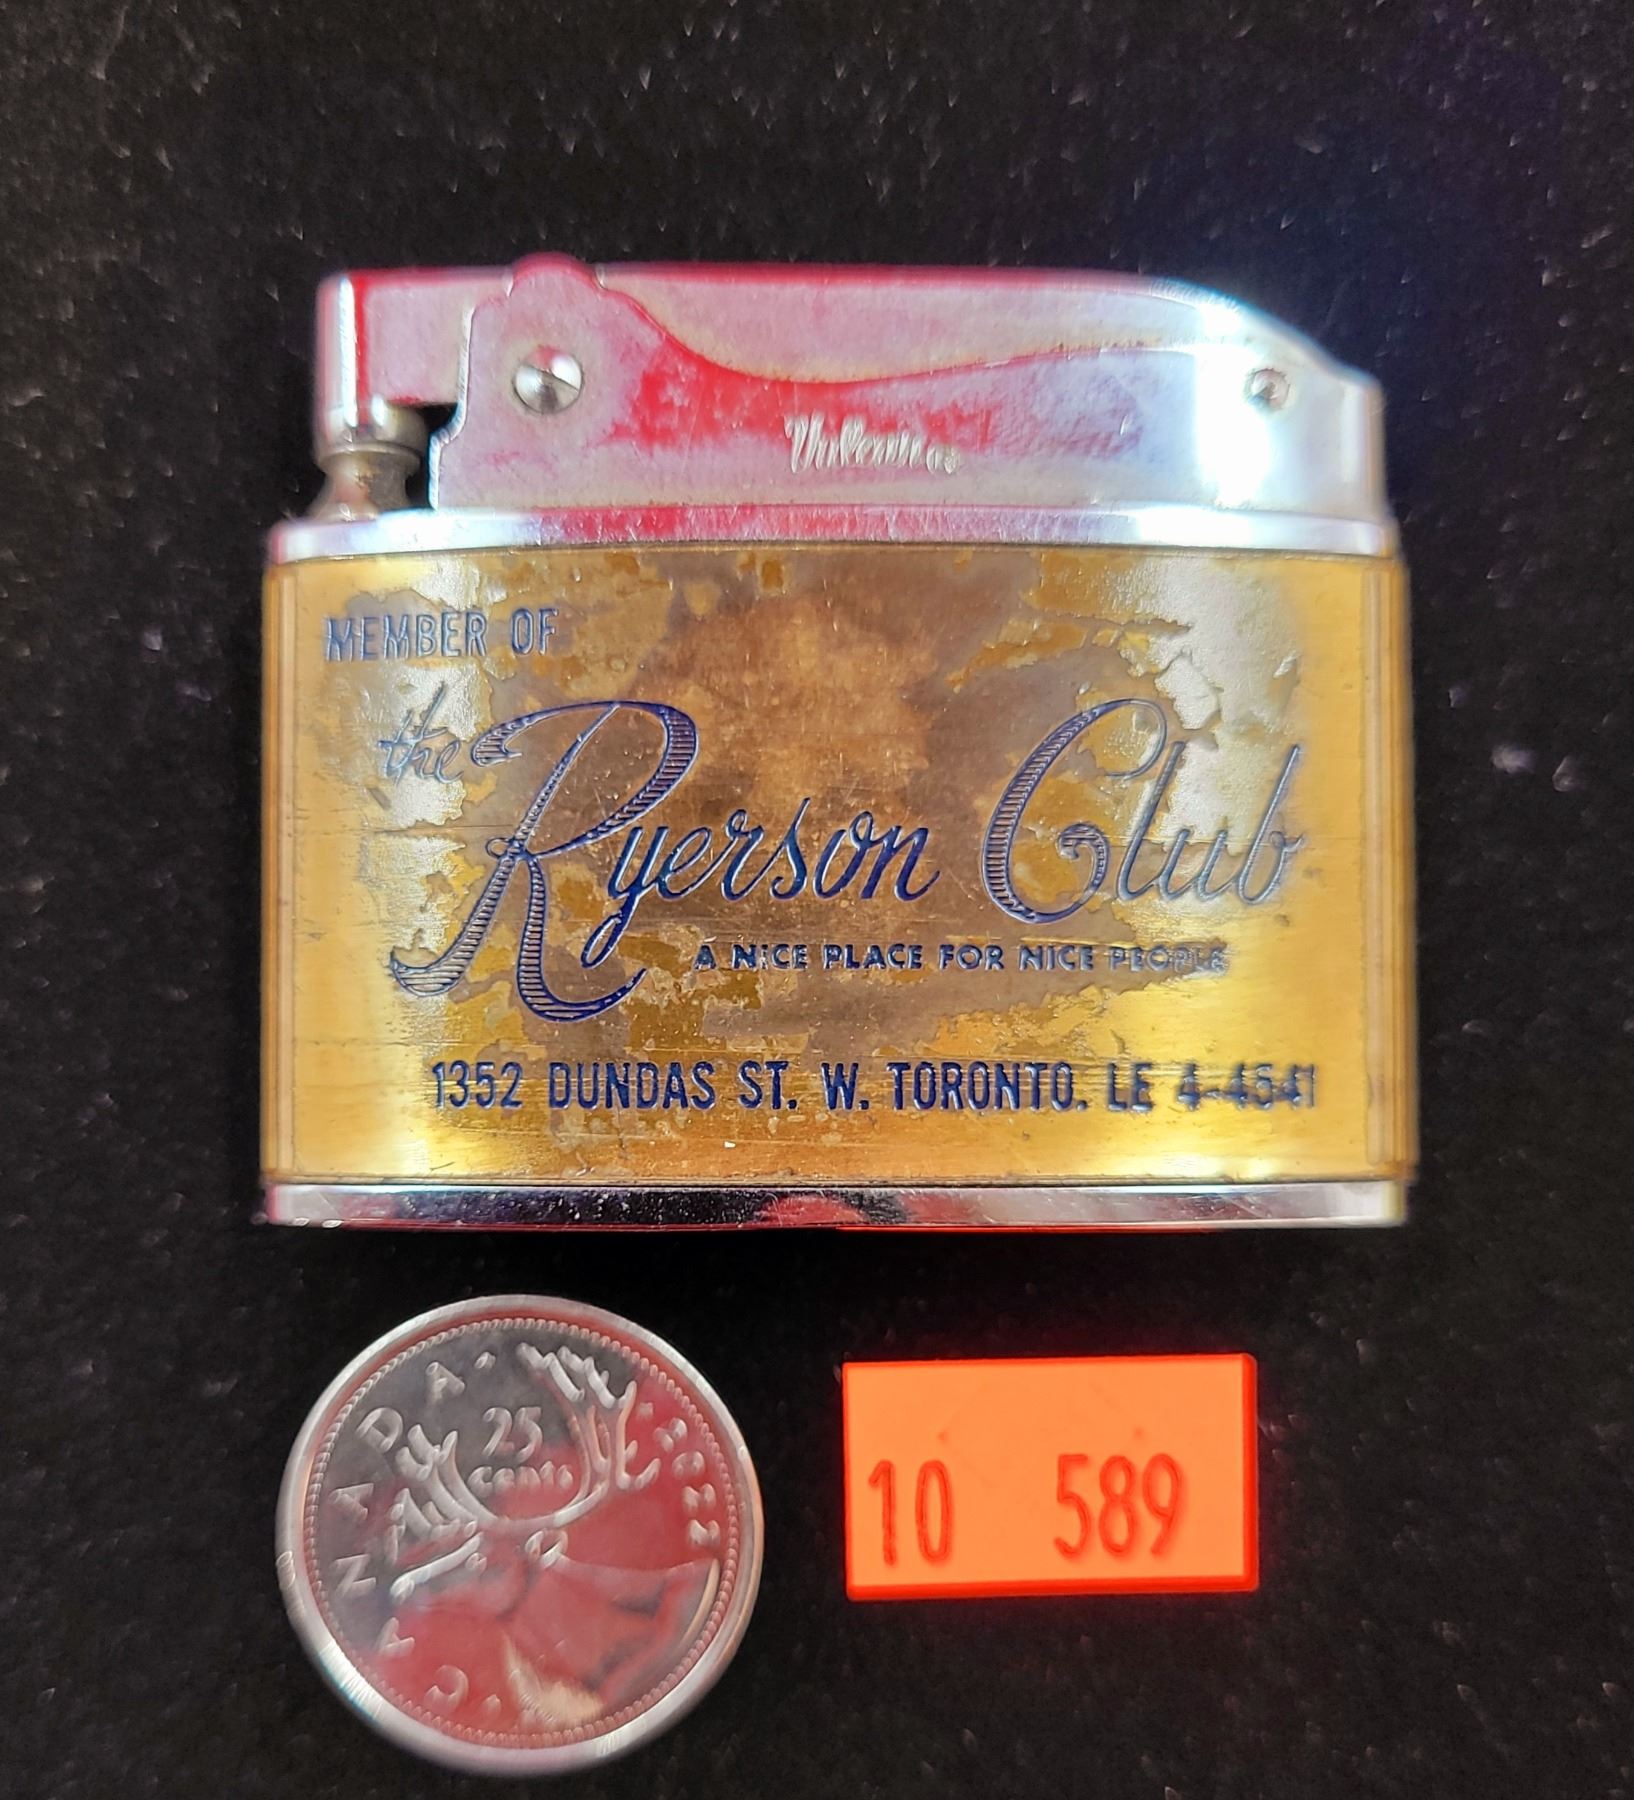 Vulcan
MEMBER OF
the Ryerson Club
A NICE PLACE FOR NICE PEOPLE
1352 DUNDAS ST. W. TORONTO. LE 4-4541
CANADA · 2022
25
cents
10 589